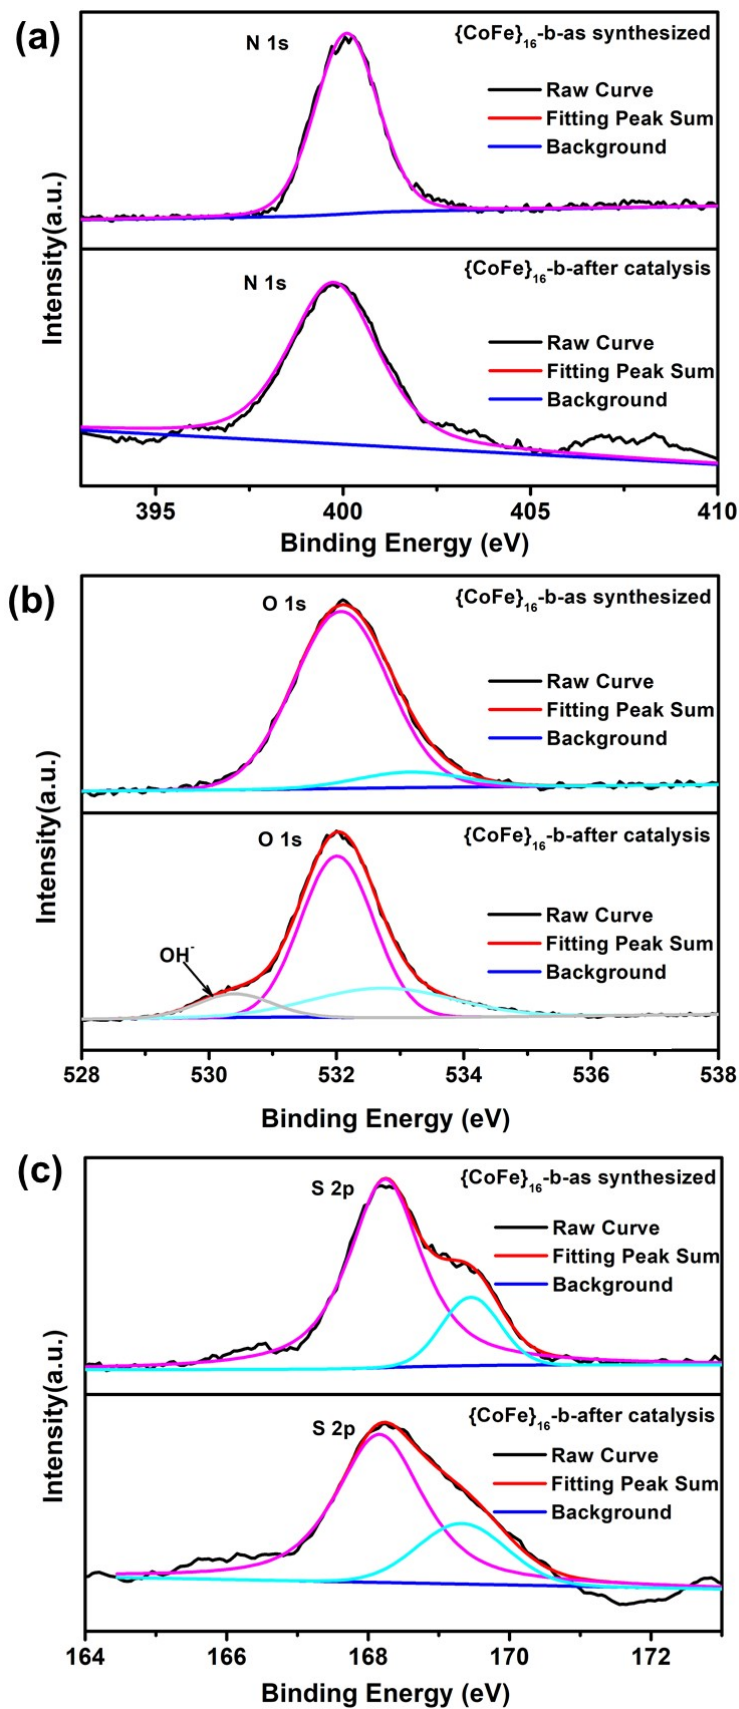 (a)
N 1s
{CoFe}16-b-as synthesized
Raw Curve
Fitting Peak Sum
Background
N 1s
{CoFe}16-b-after catalysis
Raw Curve
Fitting Peak Sum
Background
Intensity(a.u.)
395 400 405 410
Binding Energy (eV)
(b)
O 1s
{CoFe}16-b-as synthesized
Raw Curve
Fitting Peak Sum
Background
O 1s
{CoFe}16-b-after catalysis
Raw Curve
Fitting Peak Sum
Background
OH-
Intensity(a.u.)
528 530 532 534 536 538
Binding Energy (eV)
(c)
S 2p
{CoFe}16-b-as synthesized
Raw Curve
Fitting Peak Sum
Background
S 2p
{CoFe}16-b-after catalysis
Raw Curve
Fitting Peak Sum
Background
Intensity(a.u.)
164 166 168 170 172
Binding Energy (eV)